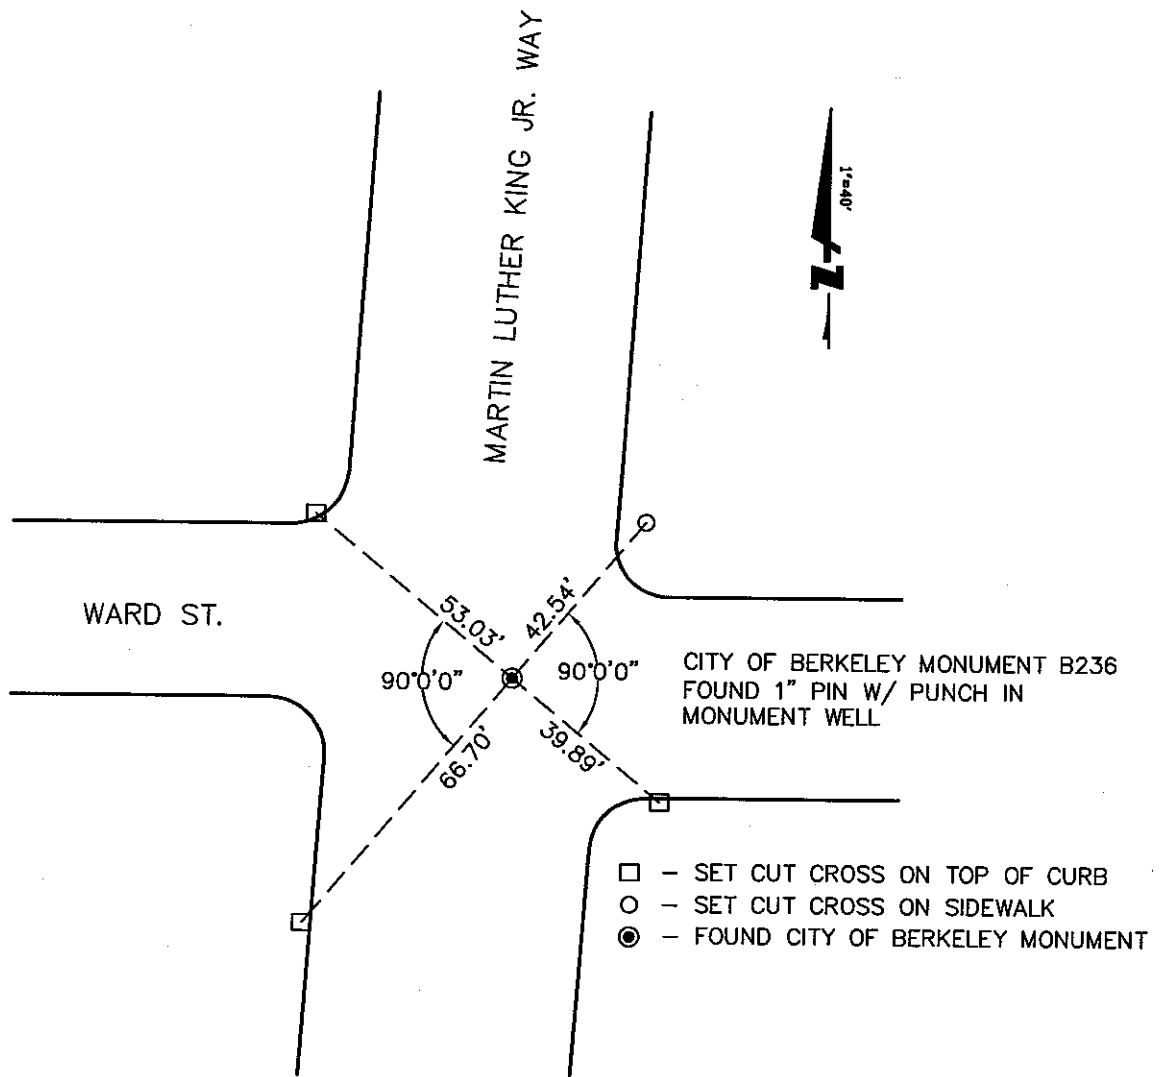 MARTIN LUTHER KING JR. WAY
1"=40'
N
WARD ST.
53.03'
42.54'
90°0'0"
90°0'0"
66.70'
39.89'
CITY OF BERKELEY MONUMENT B236
FOUND 1" PIN W/ PUNCH IN
MONUMENT WELL
– SET CUT CROSS ON TOP OF CURB
– SET CUT CROSS ON SIDEWALK
– FOUND CITY OF BERKELEY MONUMENT